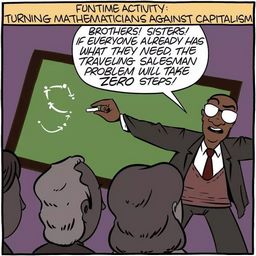 FUNTIME ACTIVITY:
TURNING MATHEMATICIANS AGAINST CAPITALISM
BROTHERS! SISTERS!
IF EVERYONE ALREADY HAS
WHAT THEY NEED, THE
TRAVELING SALESMAN
PROBLEM WILL TAKE
ZERO STEPS!